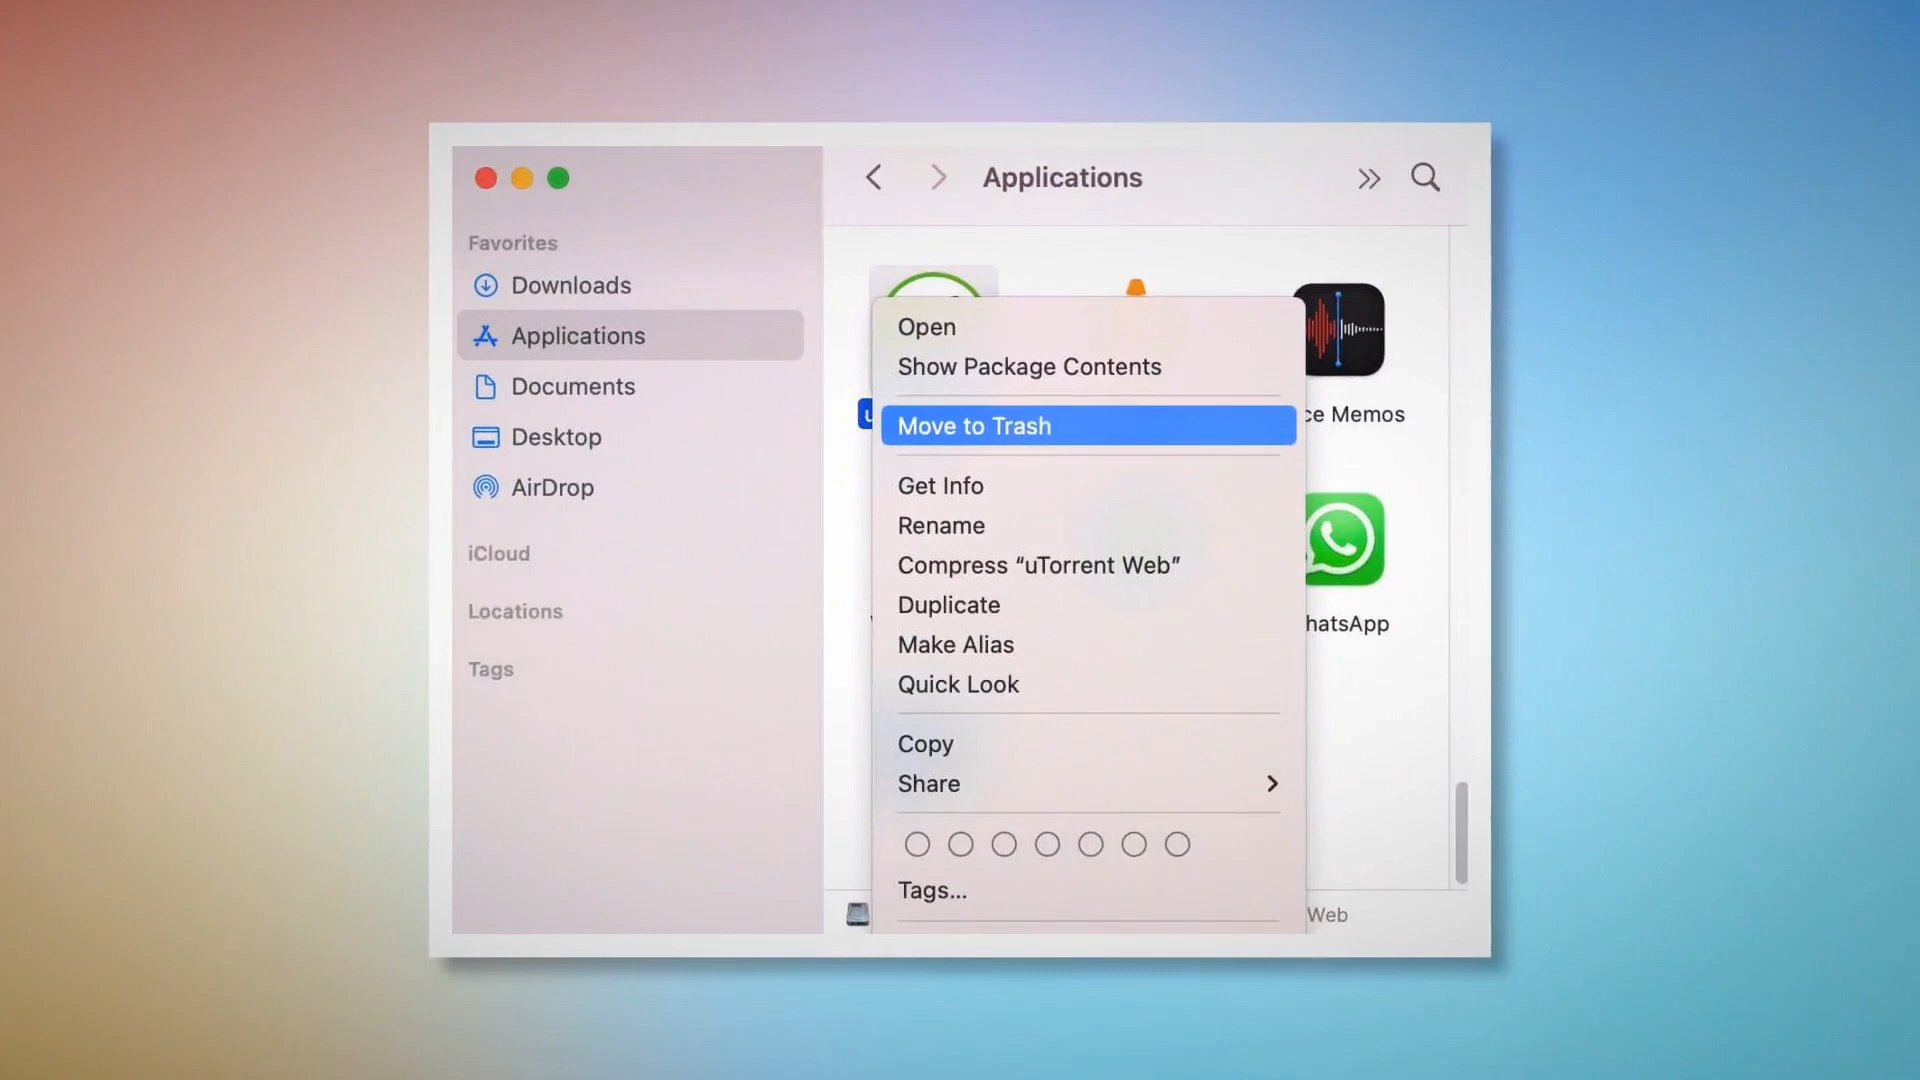 Applications
Favorites
Downloads
Applications
Documents
Desktop
AirDrop
iCloud
Locations
Tags
Open
Show Package Contents
Move to Trash
Get Info
Rename
Compress “uTorrent Web”
Duplicate
Make Alias
Quick Look
Copy
Share
Tags...
ce Memos
hatsApp
Web